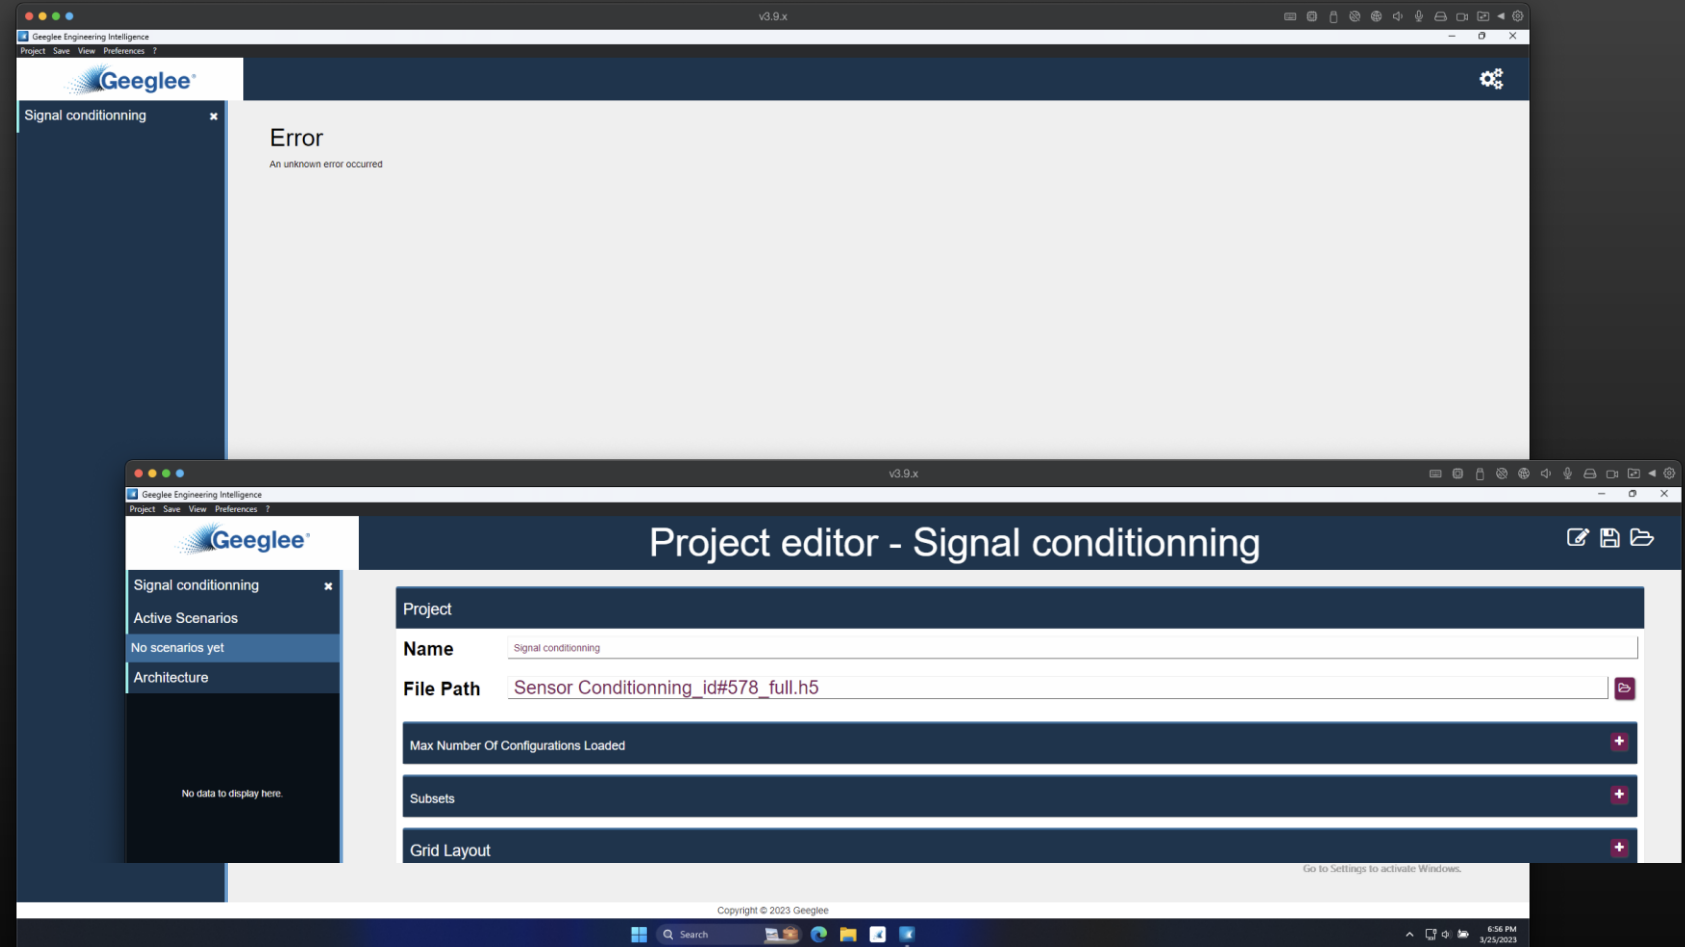 v3.9.x
Geeglee Engineering Intelligence
Project Save View Preferences ?
Geeglee®
Signal conditionning
Error
An unknown error occurred
v3.9.x
Geeglee Engineering Intelligence
Project Save View Preferences ?
Geeglee®
Project editor - Signal conditionning
Signal conditionning
Active Scenarios
No scenarios yet
Architecture
No data to display here.
Project
Name Signal conditionning
File Path Sensor Conditionning_id#578_full.h5
Max Number Of Configurations Loaded
Subsets
Grid Layout
Go to Settings to activate Windows.
Copyright © 2023 Geeglee
Search
6:56 PM
3/25/2023